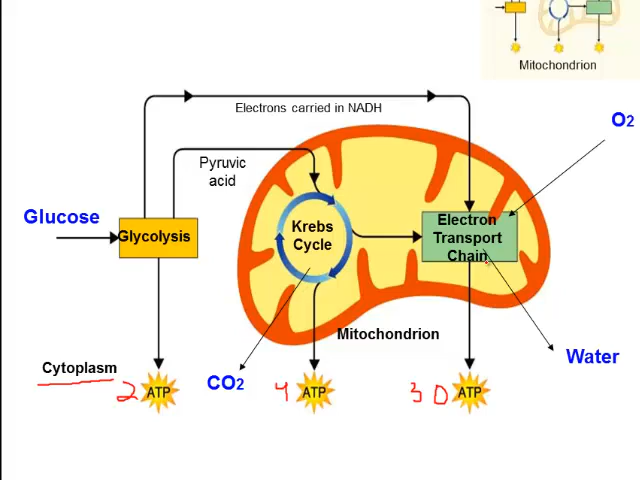 Mitochondrion
Electrons carried in NADH
O2
Pyruvic
acid
Glucose
Glycolysis
Krebs
Cycle
Electron
Transport
Chain
Mitochondrion
Water
Cytoplasm
CO2
2 ATP
4 ATP
30 ATP